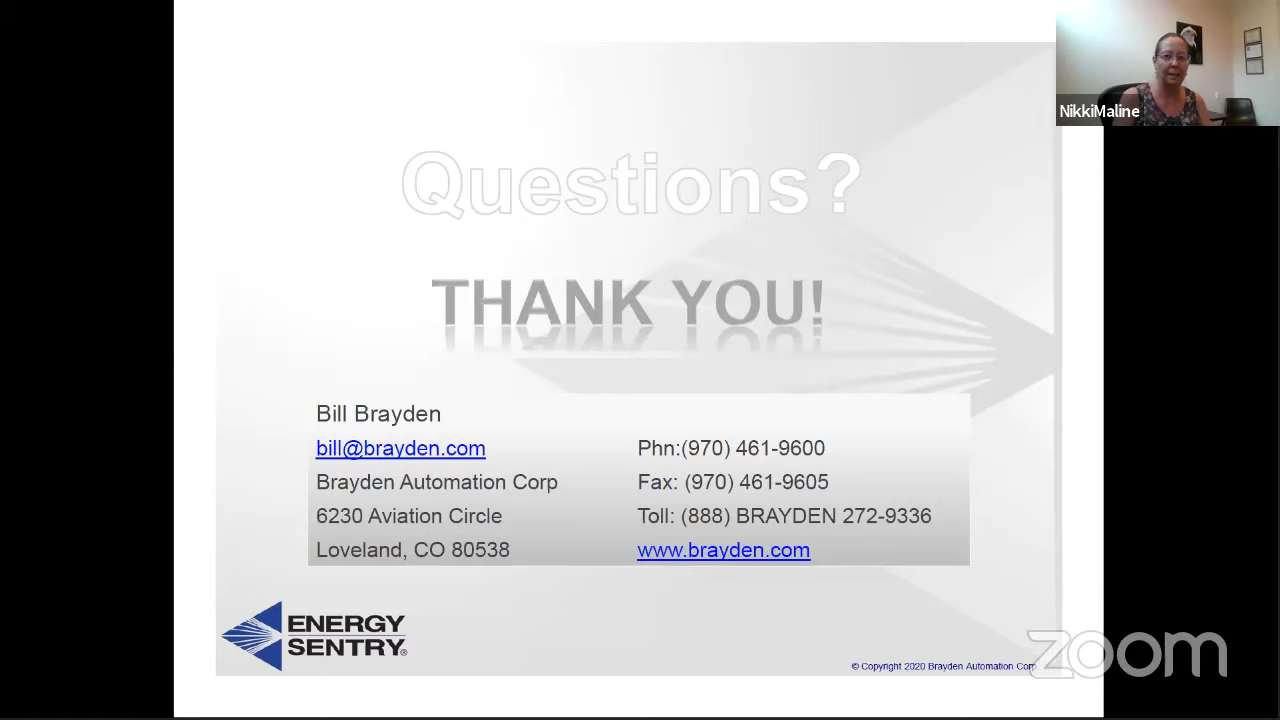 NikkiMaline
Questions?
THANK YOU!
Bill Brayden
bill@brayden.com
Phn:(970) 461-9600
Brayden Automation Corp
Fax: (970) 461-9605
6230 Aviation Circle
Toll: (888) BRAYDEN 272-9336
Loveland, CO 80538
www.brayden.com
ENERGY
SENTRY®
© Copyright 2020 Brayden Automation Corp
zoom